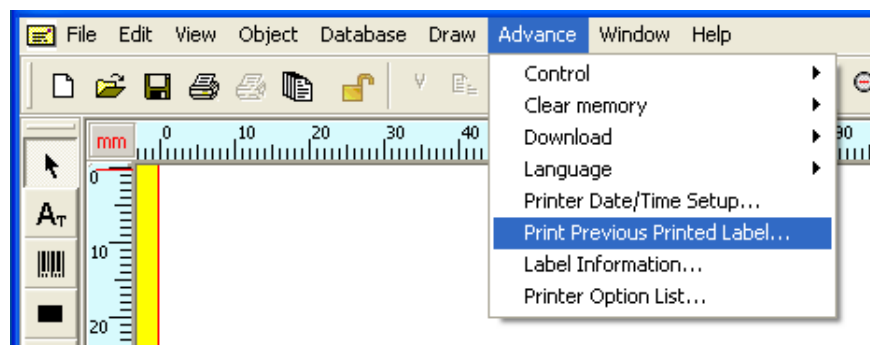 File Edit View Object Database Draw Advance Window Help
Control
Clear memory
Download
Language
Printer Date/Time Setup...
Print Previous Printed Label...
Label Information...
Printer Option List...
mm 0 10 20 30 40 90
0
AT
10
20